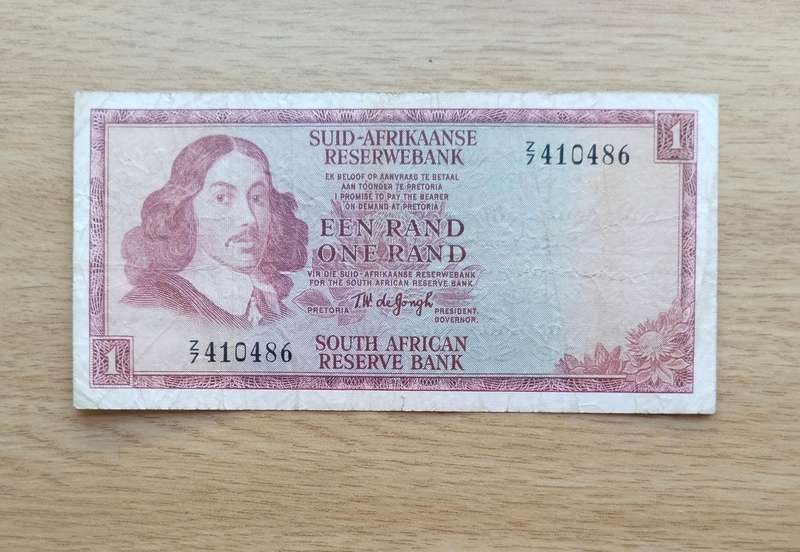 1
SUID-AFRIKAANSE
RESERWEBANK
Z/7 410486
EK BELOOF OP AANVRAAG TE BETAAL
AAN TOONDER TE PRETORIA
I PROMISE TO PAY THE BEARER
ON DEMAND AT PRETORIA
EEN RAND
ONE RAND
VIR DIE SUID-AFRIKAANSE RESERWEBANK
FOR THE SOUTH AFRICAN RESERVE BANK
T.W. de Jongh
PRETORIA
PRESIDENT.
GOVERNOR.
Z/7 410486
SOUTH AFRICAN
RESERVE BANK
1